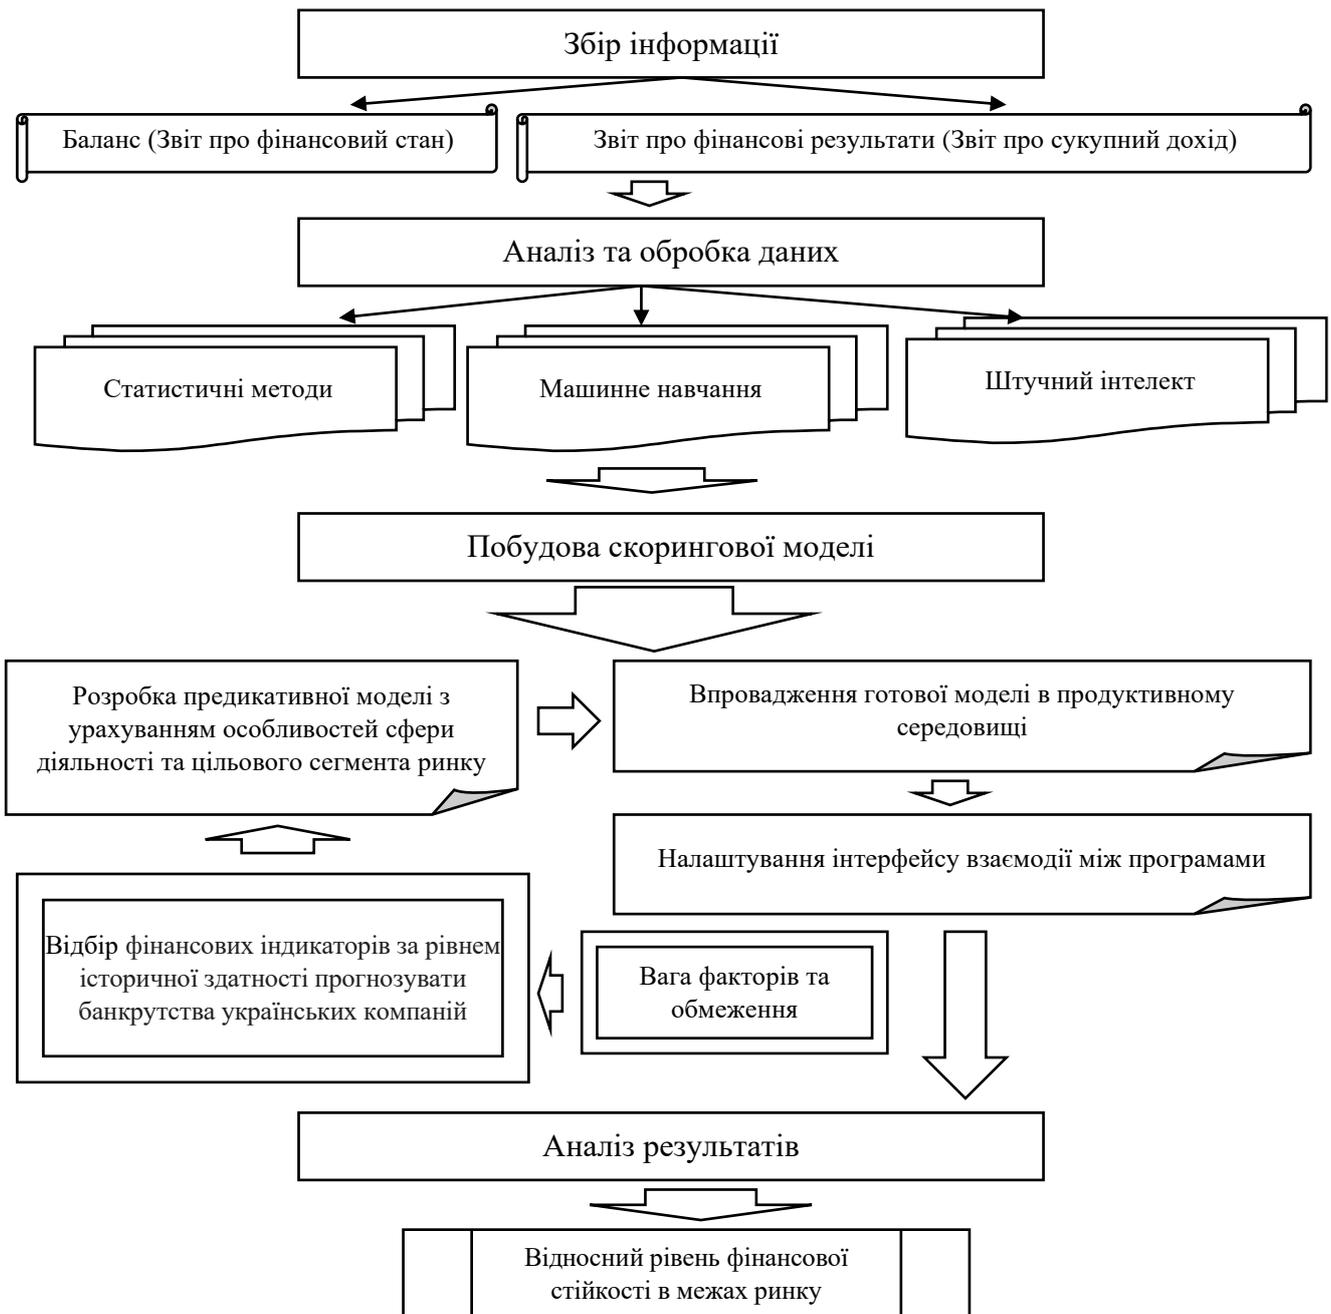 Збір інформації
Баланс (Звіт про фінансовий стан)
Звіт про фінансові результати (Звіт про сукупний дохід)
Аналіз та обробка даних
Статистичні методи
Машинне навчання
Штучний інтелект
Побудова скорингової моделі
Розробка предикативної моделі з
урахуванням особливостей сфери
діяльності та цільового сегмента ринку
Впровадження готової моделі в продуктивному
середовищі
Налаштування інтерфейсу взаємодії між програмами
Відбір фінансових індикаторів за рівнем
історичної здатності прогнозувати
банкрутства українських компаній
Вага факторів та
обмеження
Аналіз результатів
Відносний рівень фінансової
стійкості в межах ринку